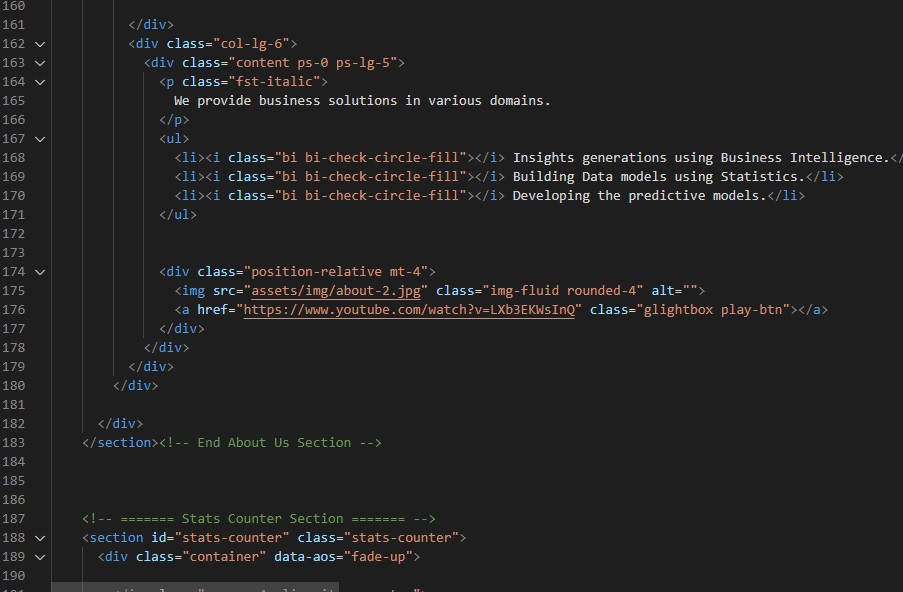 160
161 </div>
162 <div class="col-lg-6">
163 <div class="content ps-0 ps-lg-5">
164 <p class="fst-italic">
165 We provide business solutions in various domains.
166 </p>
167 <ul>
168 <li><i class="bi bi-check-circle-fill"></i> Insights generations using Business Intelligence.</
169 <li><i class="bi bi-check-circle-fill"></i> Building Data models using Statistics.</li>
170 <li><i class="bi bi-check-circle-fill"></i> Developing the predictive models.</li>
171 </ul>
172
173
174 <div class="position-relative mt-4">
175 <img src="assets/img/about-2.jpg" class="img-fluid rounded-4" alt="">
176 <a href="https://www.youtube.com/watch?v=LXb3EKWsInQ" class="glightbox play-btn"></a>
177 </div>
178 </div>
179 </div>
180 </div>
181
182 </div>
183 </section><!-- End About Us Section -->
184
185
186
187 <!-- ======= Stats Counter Section ======= -->
188 <section id="stats-counter" class="stats-counter">
189 <div class="container" data-aos="fade-up">
190